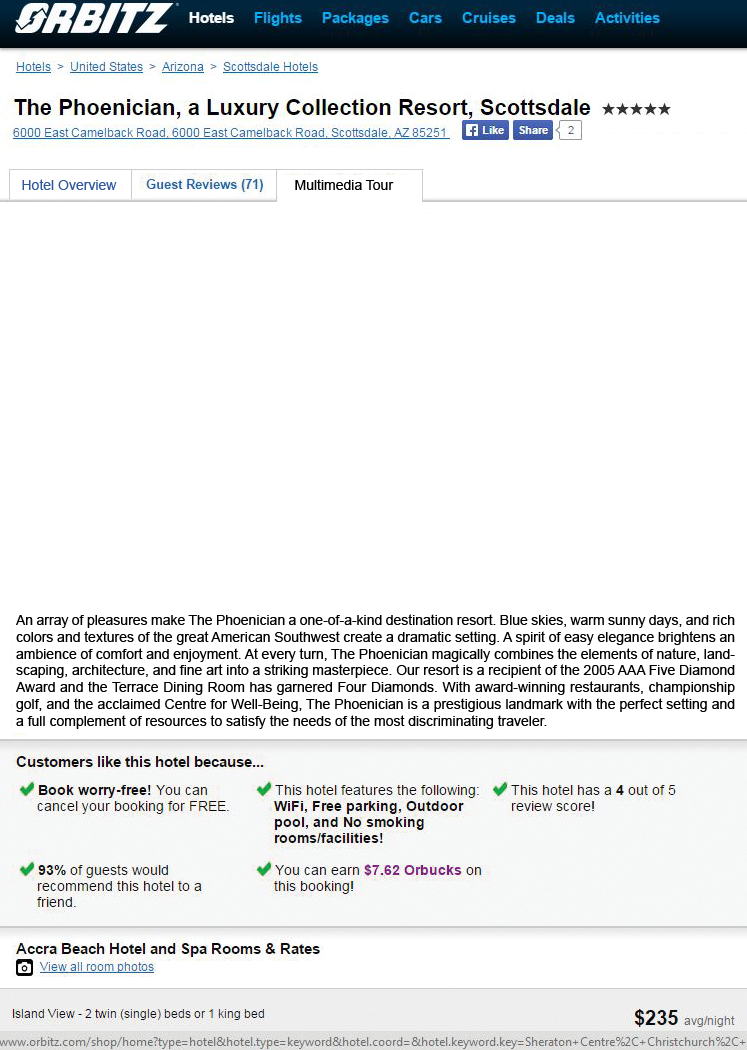 ORBITZ Hotels Flights Packages Cars Cruises Deals Activities
Hotels > United States > Arizona > Scottsdale Hotels
The Phoenician, a Luxury Collection Resort, Scottsdale ★★★★★
6000 East Camelback Road, 6000 East Camelback Road, Scottsdale, AZ 85251 Like Share 2
Hotel Overview Guest Reviews (71) Multimedia Tour
An array of pleasures make The Phoenician a one-of-a-kind destination resort. Blue skies, warm sunny days, and rich
colors and textures of the great American Southwest create a dramatic setting. A spirit of easy elegance brightens an
ambience of comfort and enjoyment. At every turn, The Phoenician magically combines the elements of nature, land-
scaping, architecture, and fine art into a striking masterpiece. Our resort is a recipient of the 2005 AAA Five Diamond
Award and the Terrace Dining Room has garnered Four Diamonds. With award-winning restaurants, championship
golf, and the acclaimed Centre for Well-Being, The Phoenician is a prestigious landmark with the perfect setting and
a full complement of resources to satisfy the needs of the most discriminating traveler.
Customers like this hotel because...
Book worry-free! You can
cancel your booking for FREE.
This hotel features the following:
WiFi, Free parking, Outdoor
pool, and No smoking
rooms/facilities!
This hotel has a 4 out of 5
review score!
93% of guests would
recommend this hotel to a
friend.
You can earn $7.62 Orbucks on
this booking!
Accra Beach Hotel and Spa Rooms & Rates
View all room photos
Island View - 2 twin (single) beds or 1 king bed
$235 avg/night
www.orbitz.com/shop/home?type=hotel&hotel.type=keyword&hotel.coord=&hotel.keyword.key=Sheraton+Centre%2C+Christchurch%2C+